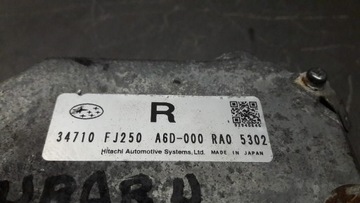 R
34710 FJ250 A6D-000 RA0 5302
Hitachi Automotive Systems, Ltd. MADE IN JAPAN